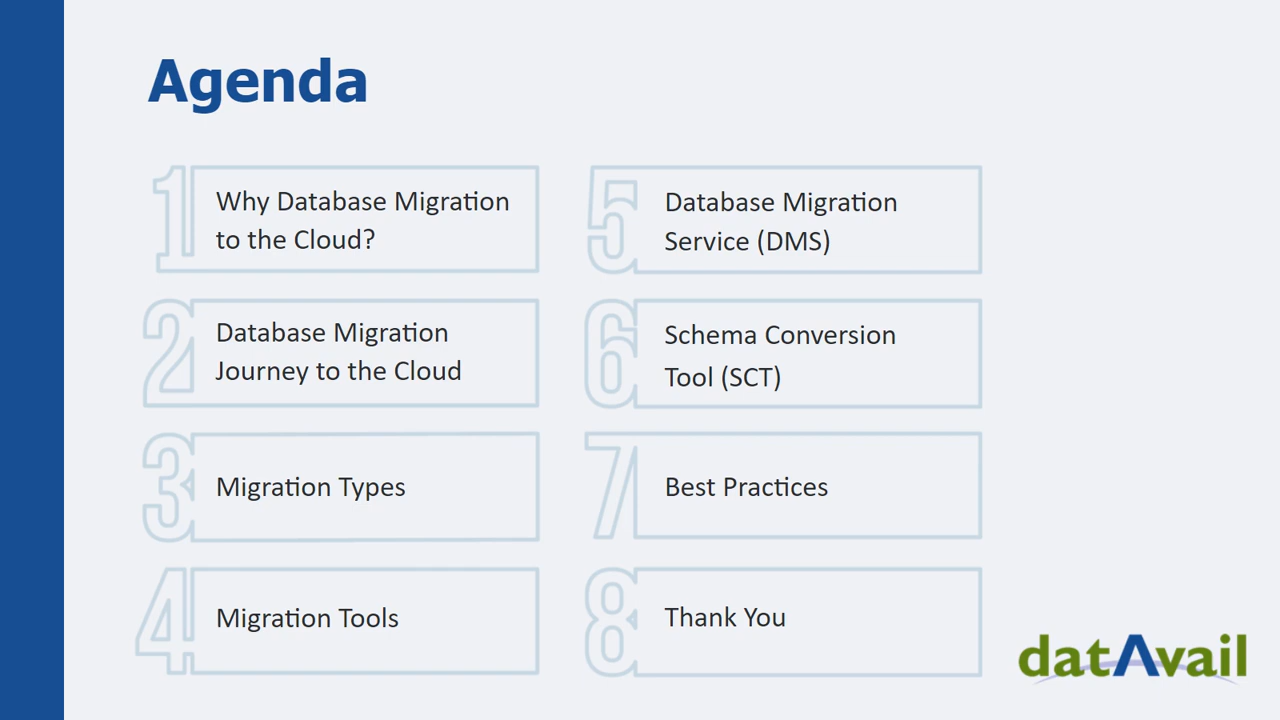 Agenda
1
Why Database Migration
to the Cloud?
2
Database Migration
Journey to the Cloud
3
Migration Types
4
Migration Tools
5
Database Migration
Service (DMS)
6
Schema Conversion
Tool (SCT)
7
Best Practices
8
Thank You
datAvail